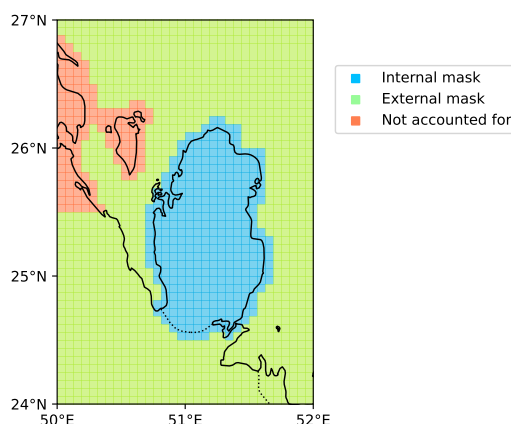 27°N
26°N
25°N
24°N
50°E
51°E
52°E
Internal mask
External mask
Not accounted for